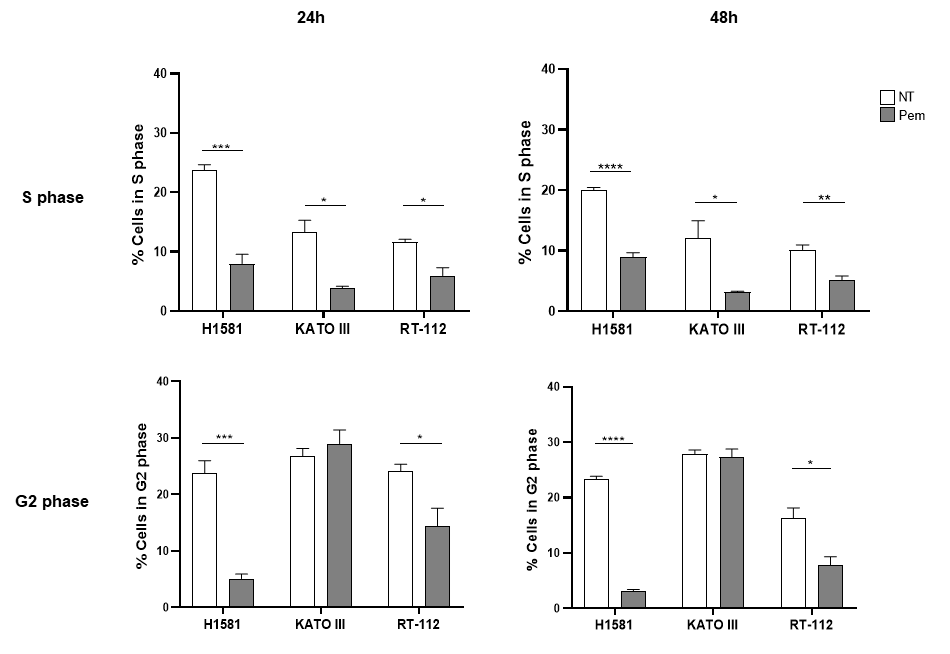 24h
48h
NT
Pem
S phase
% Cells in S phase
40
30
20
10
0
***
*
*
H1581
KATO III
RT-112
% Cells in S phase
40
30
20
10
0
****
*
**
H1581
KATO III
RT-112
G2 phase
% Cells in G2 phase
40
30
20
10
0
***
*
H1581
KATO III
RT-112
% Cells in G2 phase
40
30
20
10
0
****
*
H1581
KATO III
RT-112